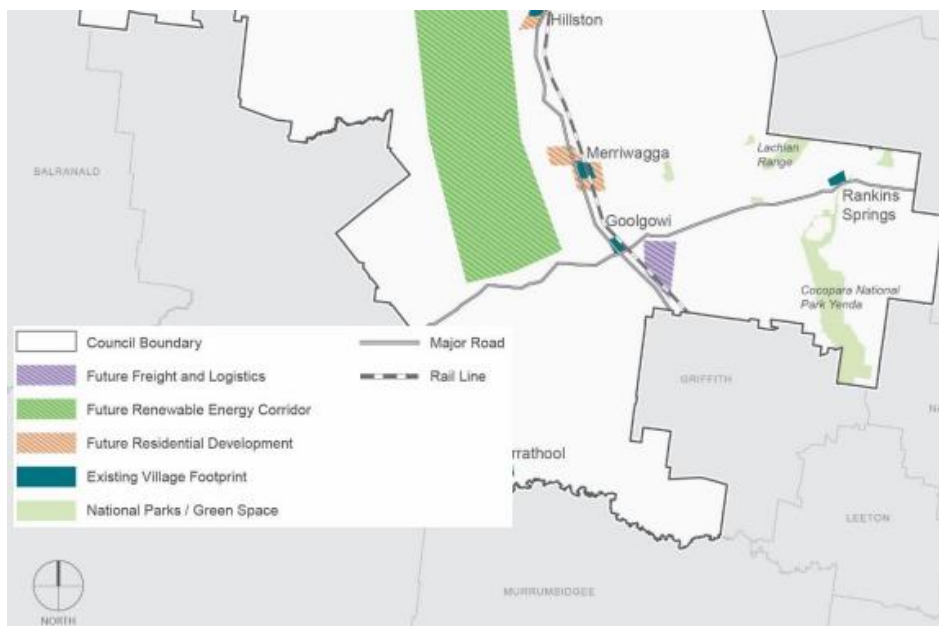 Hillston
Merriwagga
Lachlan
Range
BALRANALD
Rankins
Springs
Goolgowi
Cocopara National
Park Yenda
Council Boundary
Major Road
Future Freight and Logistics
Rail Line
Future Renewable Energy Corridor
GRIFFITH
Future Residential Development
rrathool
Existing Village Footprint
National Parks / Green Space
LEETON
MURRUMBIDGEE
NORTH